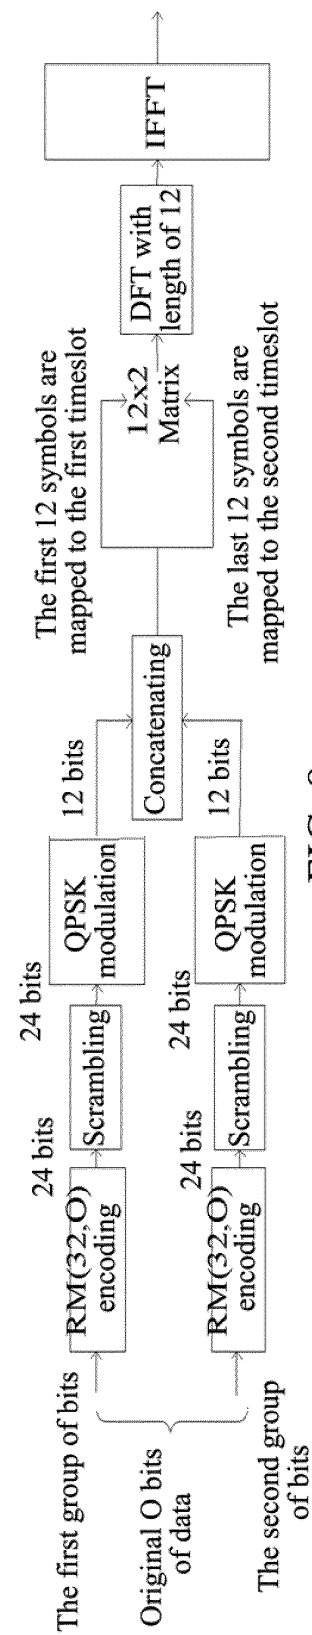 The first group of bits
Original O bits
of data
The second group
of bits
RM(32,O)
encoding
24 bits
Scrambling
24 bits
QPSK
modulation
12 bits
RM(32,O)
encoding
24 bits
Scrambling
24 bits
QPSK
modulation
12 bits
Concatenating
The first 12 symbols are
mapped to the first timeslot
12x2
Matrix
The last 12 symbols are
mapped to the second timeslot
DFT with
length of 12
IFFT
FIG.